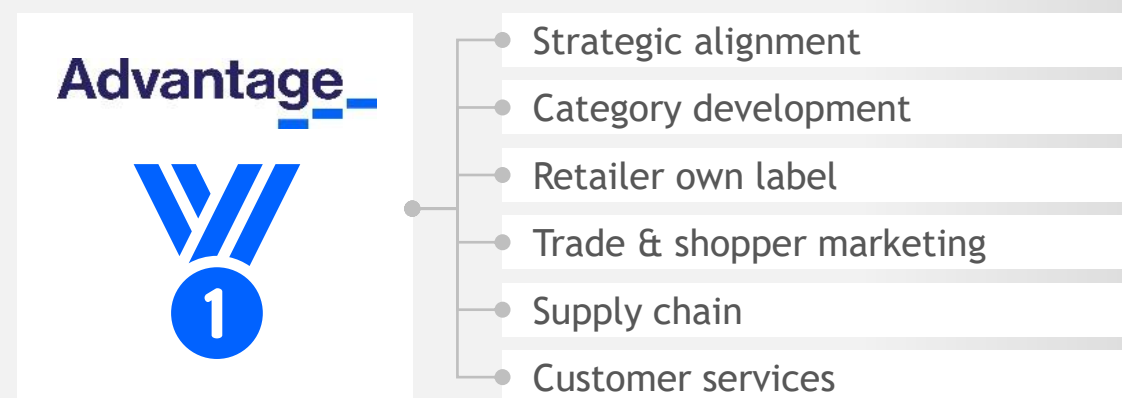 Advantage
1
Strategic alignment
Category development
Retailer own label
Trade & shopper marketing
Supply chain
Customer services